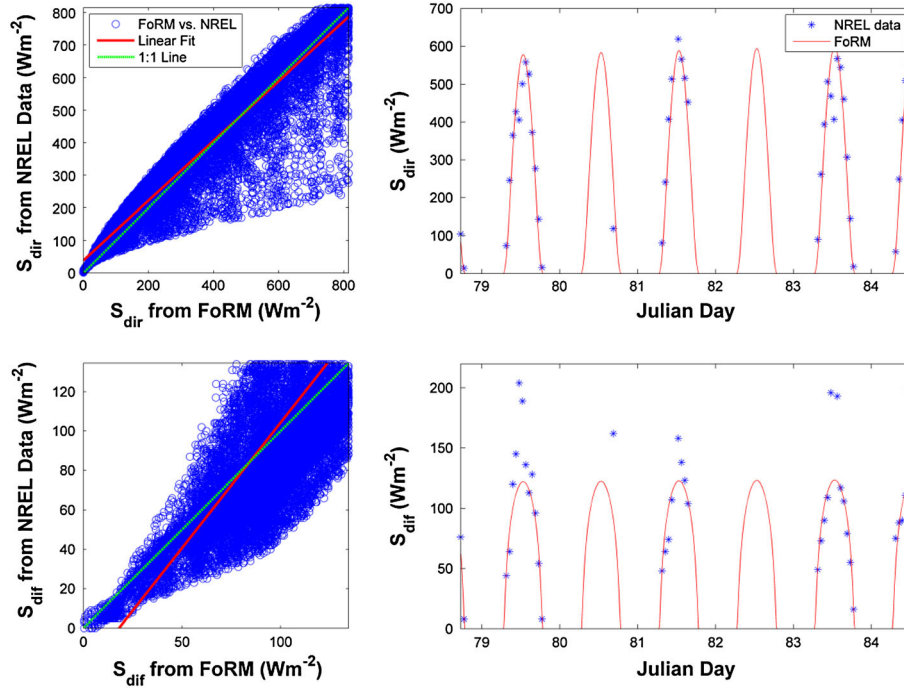 S_dir from NREL Data (Wm⁻²)
800
700
600
500
400
300
200
100
0
0 200 400 600 800
S_dir from FoRM (Wm⁻²)
FoRM vs. NREL
Linear Fit
1:1 Line
S_dir (Wm⁻²)
700
600
500
400
300
200
100
0
79 80 81 82 83 84
Julian Day
NREL data
FoRM
S_dif from NREL Data (Wm⁻²)
120
100
80
60
40
20
0
0 50 100
S_dif from FoRM (Wm⁻²)
S_dif (Wm⁻²)
200
150
100
50
0
79 80 81 82 83 84
Julian Day